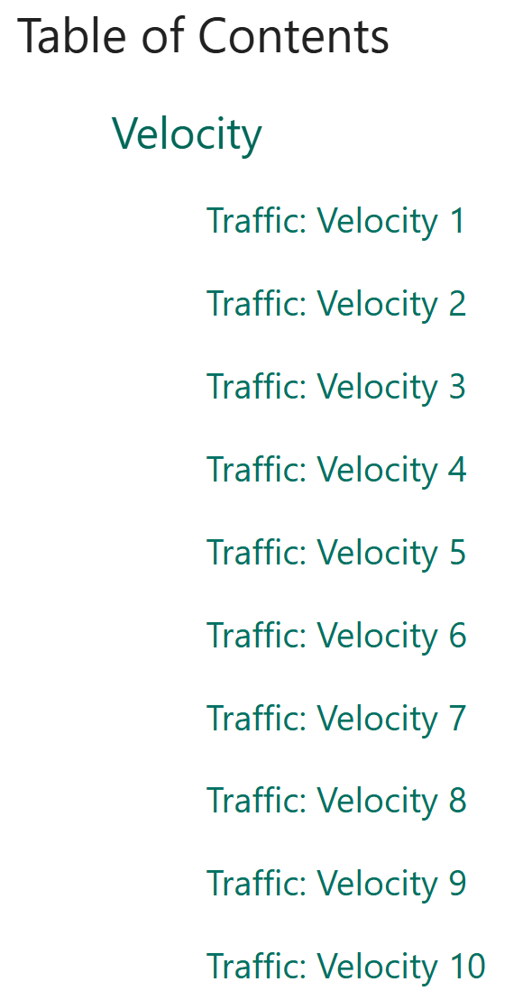 Table of Contents
Velocity
Traffic: Velocity 1
Traffic: Velocity 2
Traffic: Velocity 3
Traffic: Velocity 4
Traffic: Velocity 5
Traffic: Velocity 6
Traffic: Velocity 7
Traffic: Velocity 8
Traffic: Velocity 9
Traffic: Velocity 10